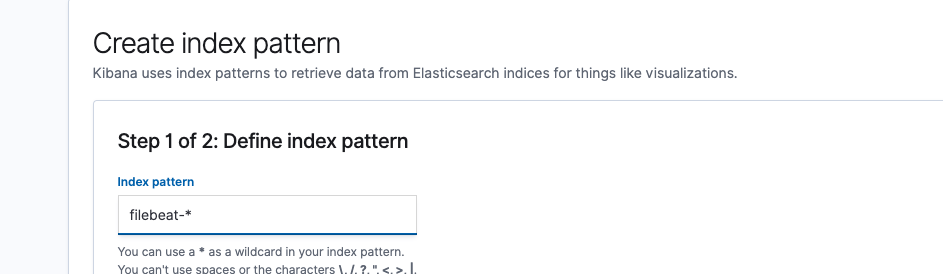 Create index pattern
Kibana uses index patterns to retrieve data from Elasticsearch indices for things like visualizations.
Step 1 of 2: Define index pattern
Index pattern
filebeat-*
You can use a * as a wildcard in your index pattern.
You can't use spaces or the characters \, /, ?, ", <, >, |.